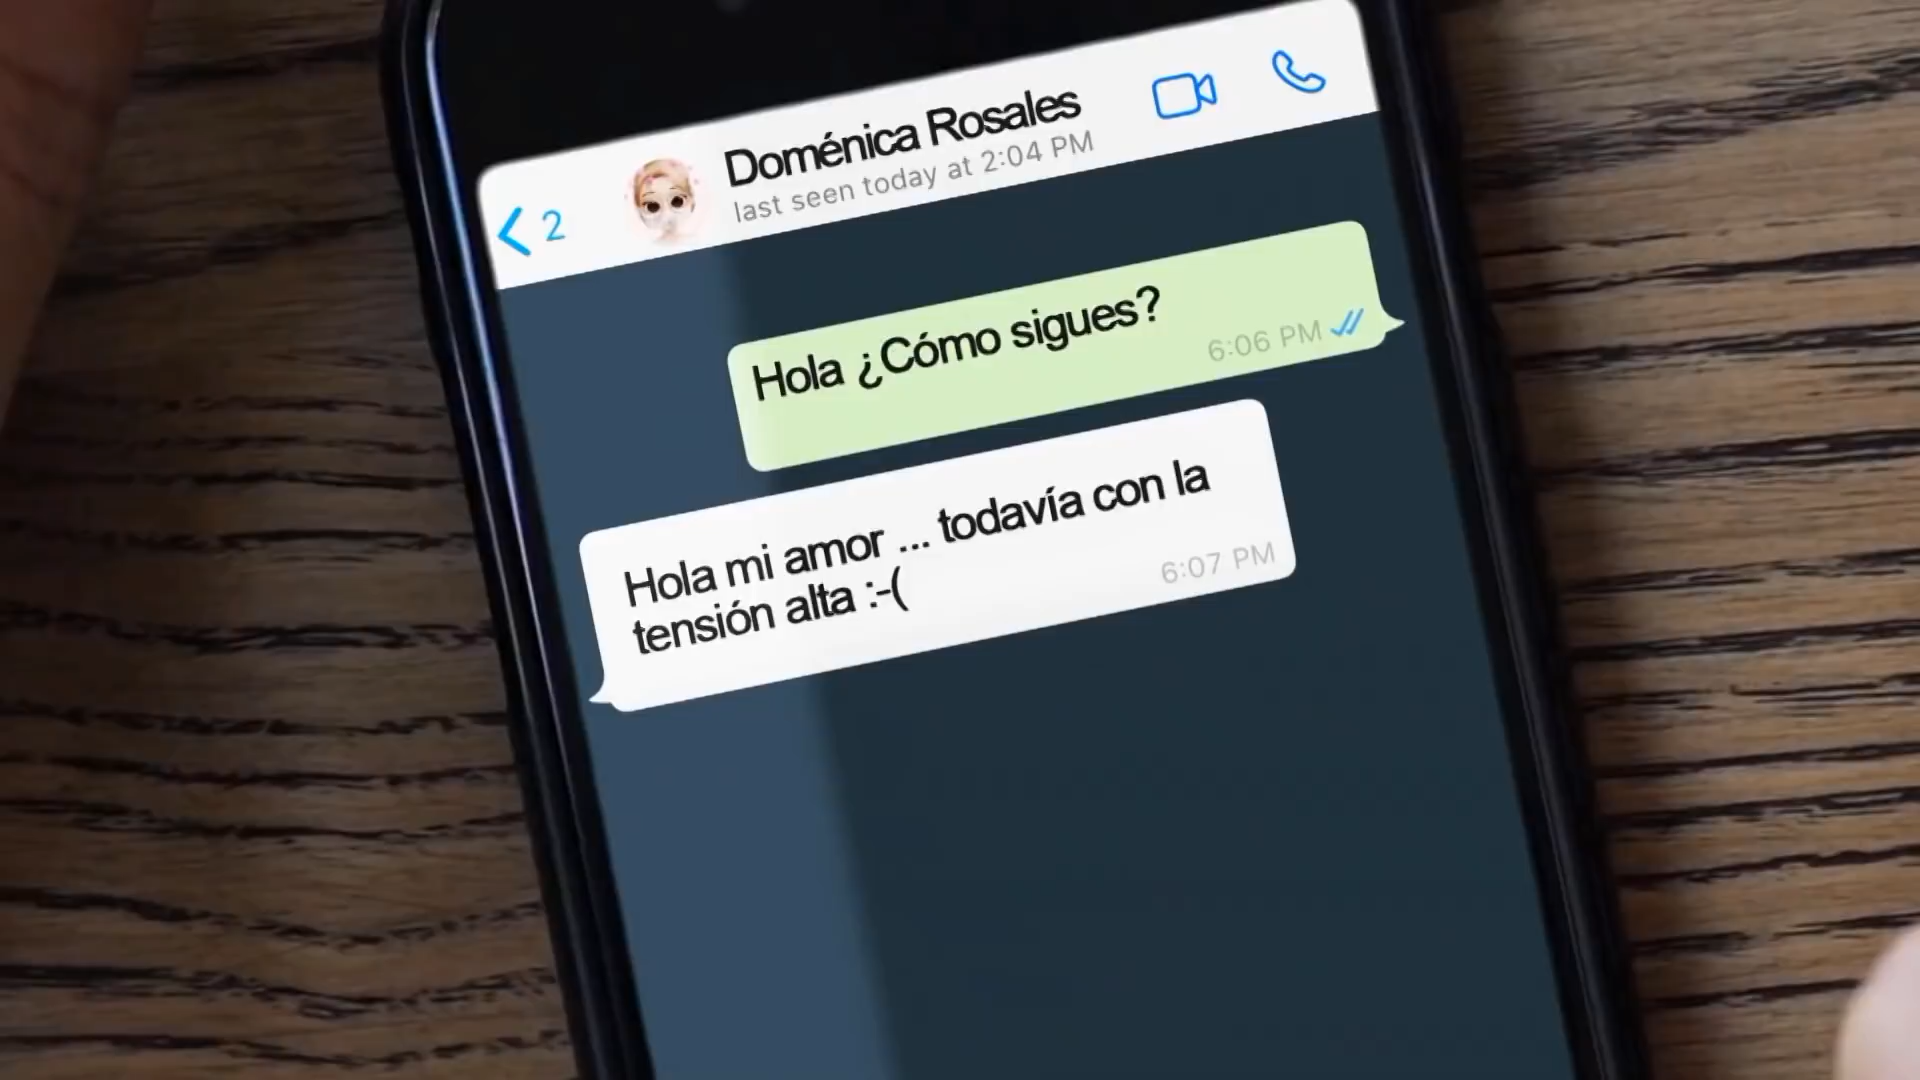 Doménica Rosales
last seen today at 2:04 PM
2
Hola ¿Cómo sigues?
6:06 PM
Hola mi amor ... todavía con la
tensión alta :-(
6:07 PM